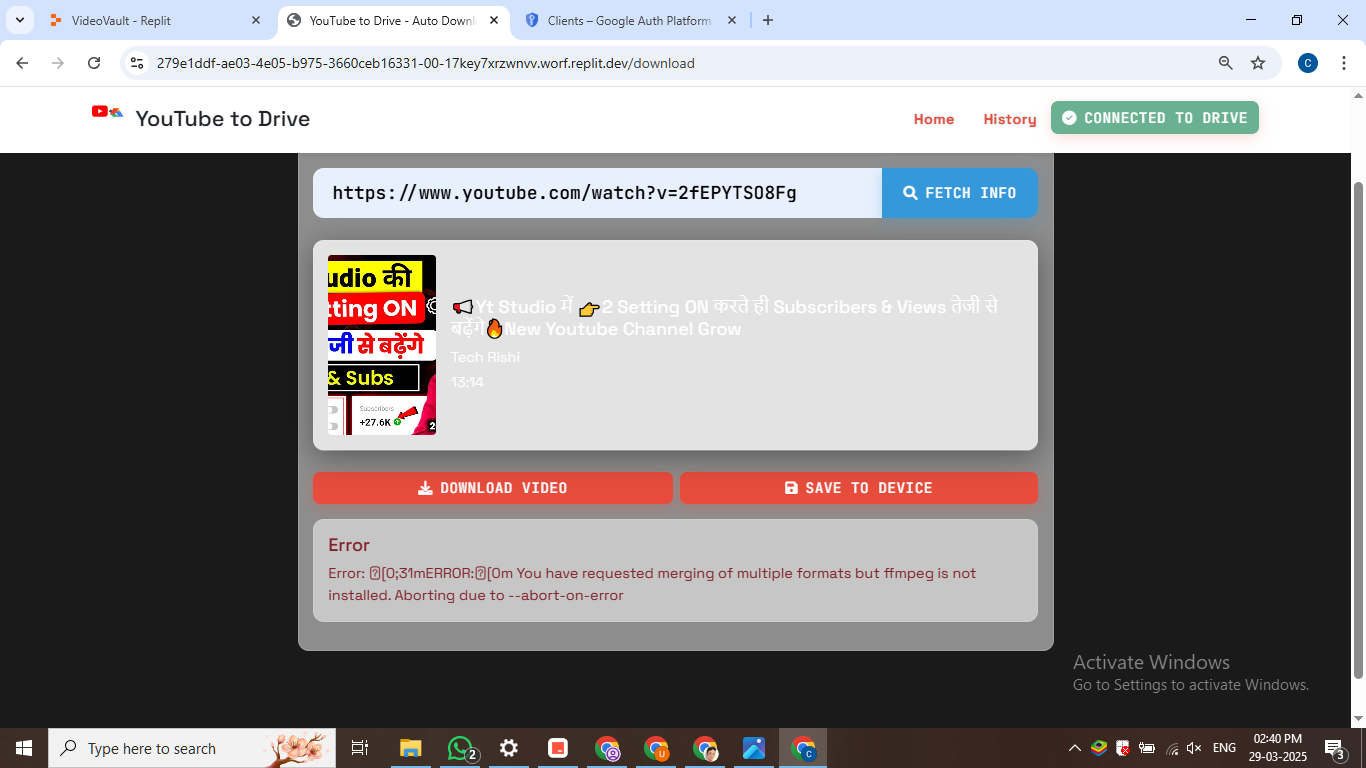 VideoVault - Replit
YouTube to Drive - Auto Downl
Clients – Google Auth Platform
279e1ddf-ae03-4e05-b975-3660ceb16331-00-17key7xrzwnvv.worf.replit.dev/download
C
YouTube to Drive
Home
History
CONNECTED TO DRIVE
https://www.youtube.com/watch?v=2fEPYTSO8Fg
FETCH INFO
udio की
tting ON
जी से बढ़ेंगे
& Subs
Subscribers
+27.6K
2
📢Yt Studio में 👉2 Setting ON करते ही Subscribers & Views तेजी से
बढ़ेंगे🔥New Youtube Channel Grow
Tech Rishi
13:14
DOWNLOAD VIDEO
SAVE TO DEVICE
Error
Error: [0;31mERROR:[0m You have requested merging of multiple formats but ffmpeg is not
installed. Aborting due to --abort-on-error
Activate Windows
Go to Settings to activate Windows.
Type here to search
2
U
C
ENG
02:40 PM
29-03-2025
3